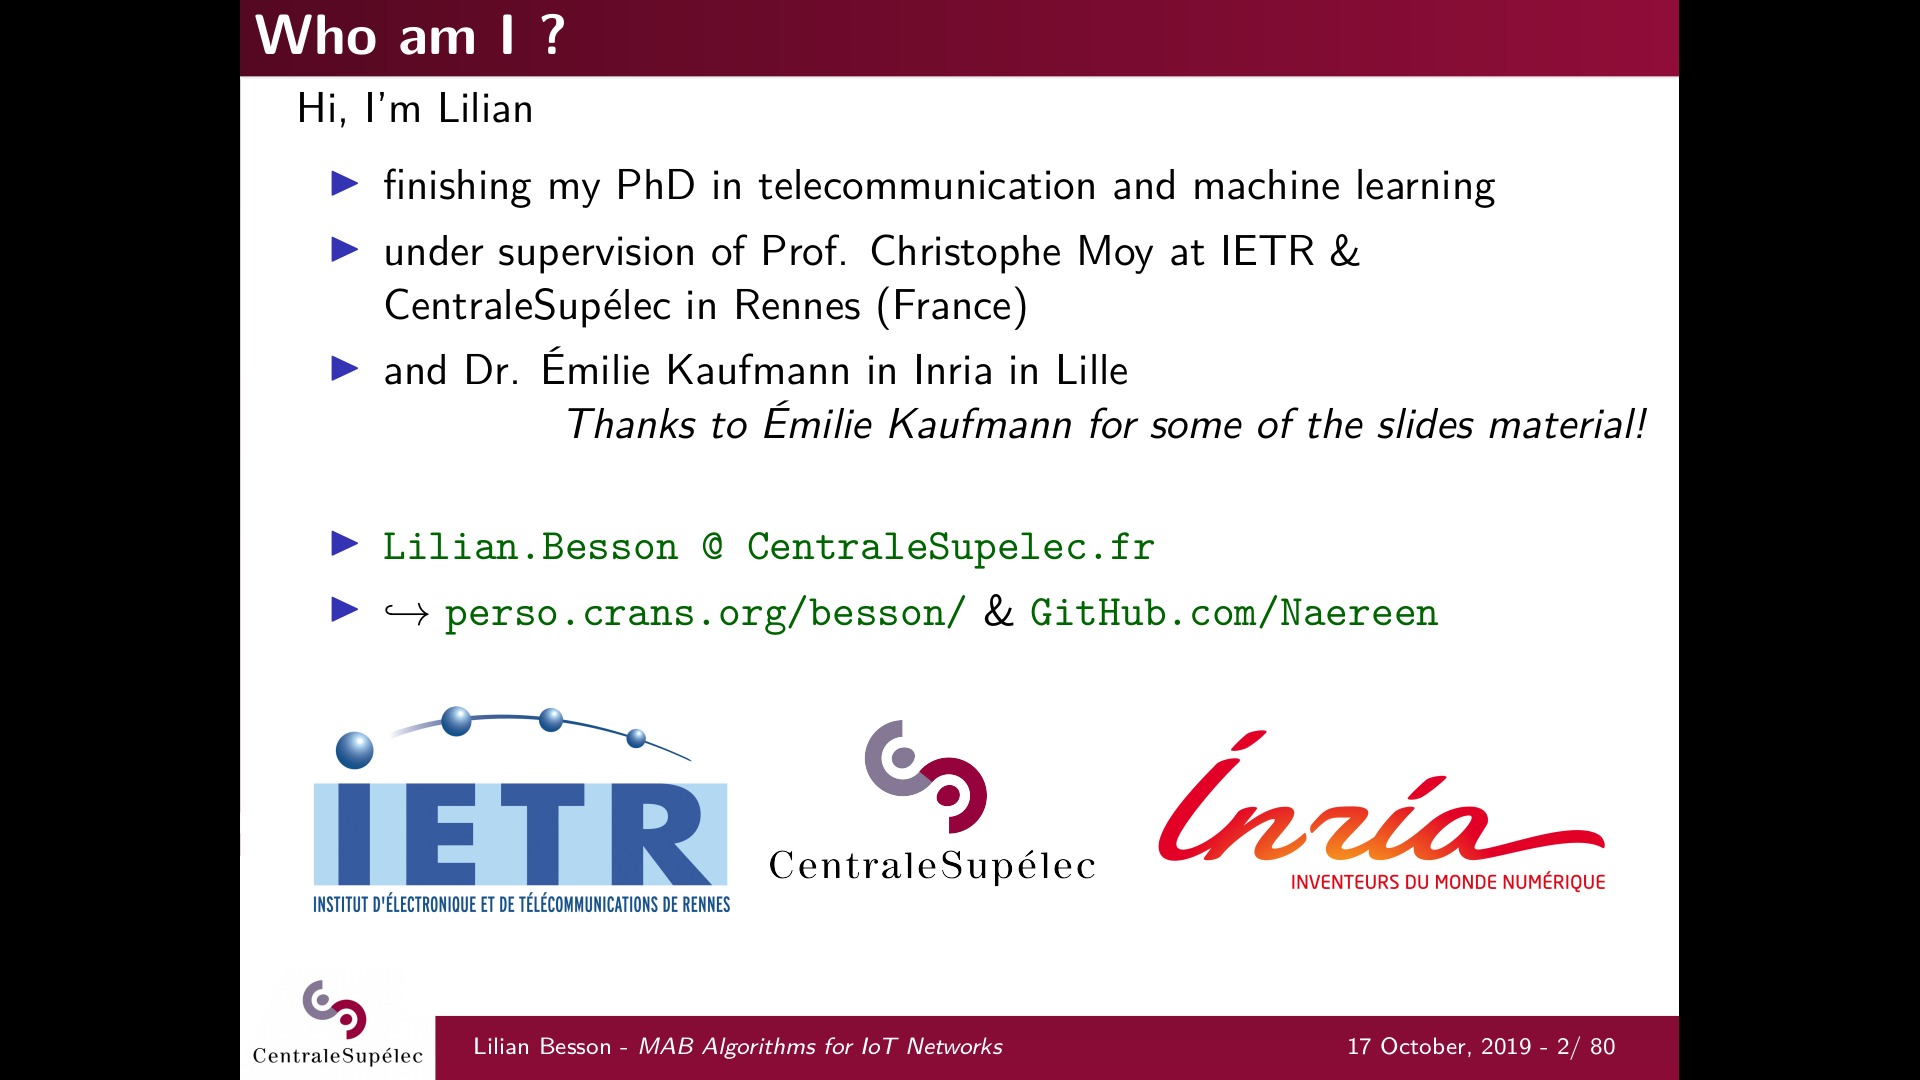 Who am I ?
Hi, I'm Lilian
finishing my PhD in telecommunication and machine learning
under supervision of Prof. Christophe Moy at IETR &
CentraleSupélec in Rennes (France)
and Dr. Émilie Kaufmann in Inria in Lille
Thanks to Émilie Kaufmann for some of the slides material!
Lilian.Besson @ CentraleSupelec.fr
↪ perso.crans.org/besson/ & GitHub.com/Naereen
IETR
INSTITUT D'ÉLECTRONIQUE ET DE TÉLÉCOMMUNICATIONS DE RENNES
CentraleSupélec
Inria
INVENTEURS DU MONDE NUMÉRIQUE
CentraleSupélec
Lilian Besson - MAB Algorithms for IoT Networks
17 October, 2019 - 2/ 80